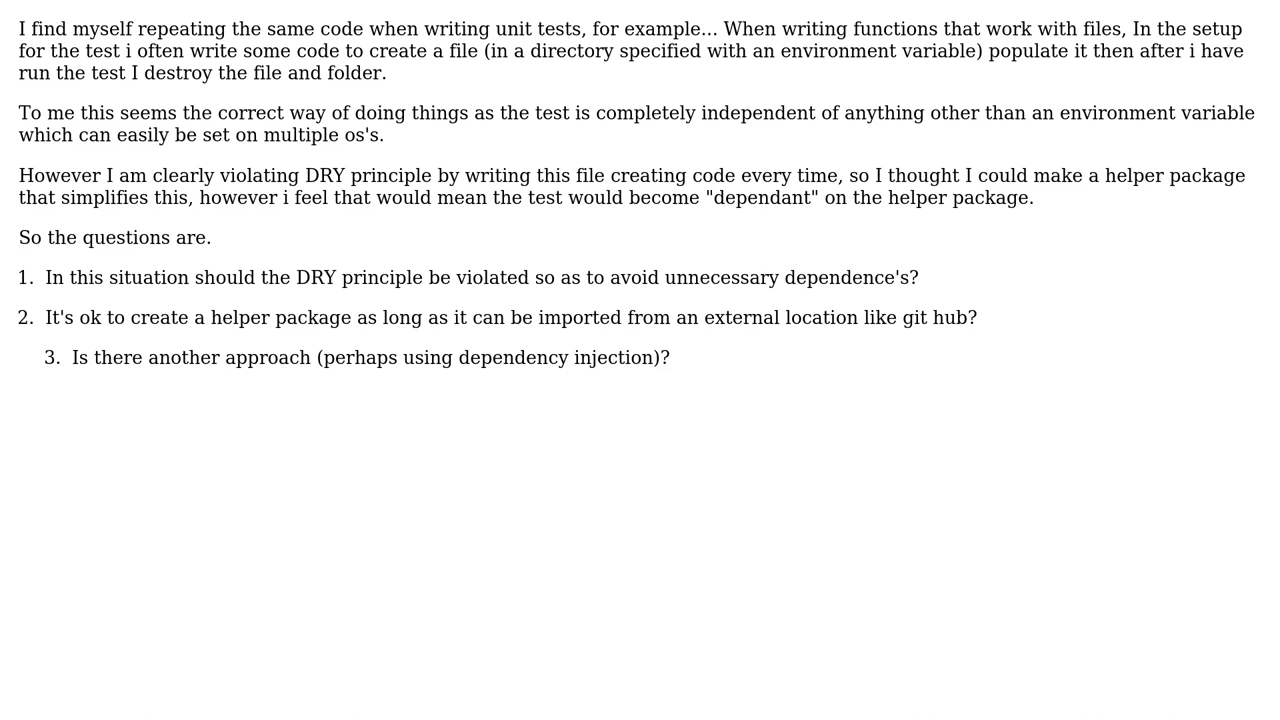 I find myself repeating the same code when writing unit tests, for example... When writing functions that work with files, In the setup
for the test i often write some code to create a file (in a directory specified with an environment variable) populate it then after i have
run the test I destroy the file and folder.
To me this seems the correct way of doing things as the test is completely independent of anything other than an environment variable
which can easily be set on multiple os's.
However I am clearly violating DRY principle by writing this file creating code every time, so I thought I could make a helper package
that simplifies this, however i feel that would mean the test would become "dependant" on the helper package.
So the questions are.
1. In this situation should the DRY principle be violated so as to avoid unnecessary dependence's?
2. It's ok to create a helper package as long as it can be imported from an external location like git hub?
3. Is there another approach (perhaps using dependency injection)?